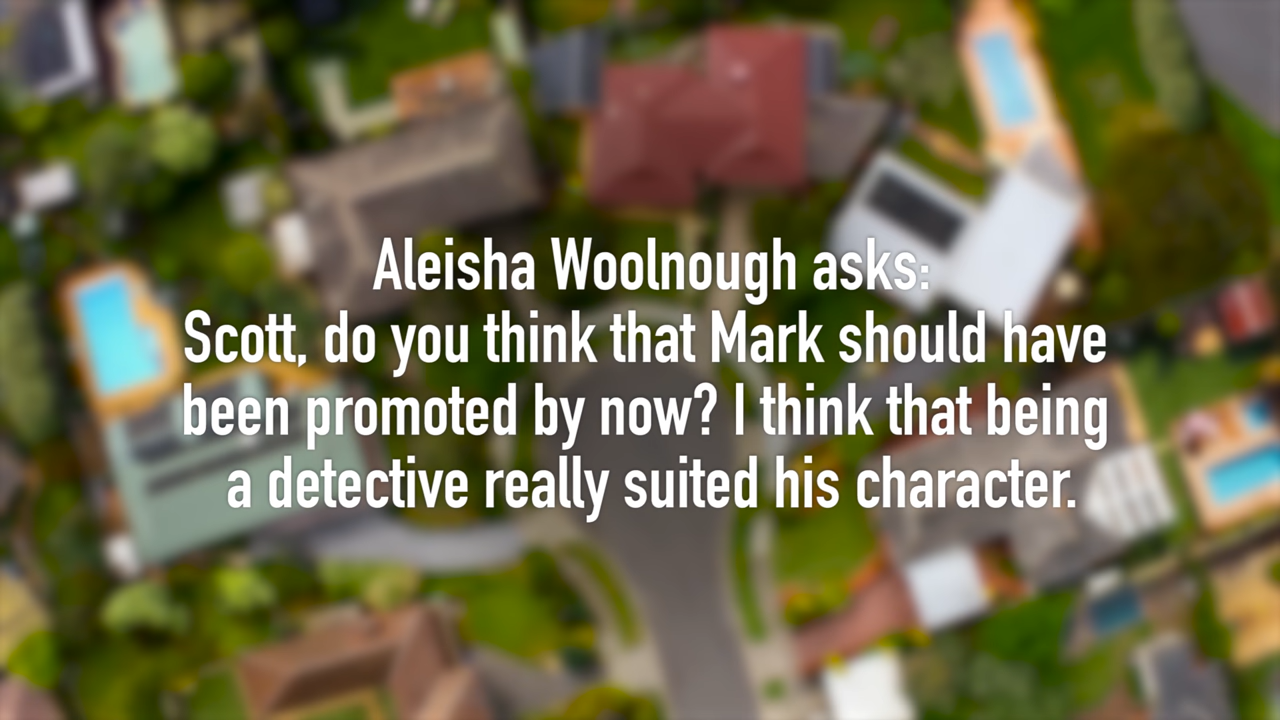 Aleisha Woolnough asks:
Scott, do you think that Mark should have
been promoted by now? I think that being
a detective really suited his character.